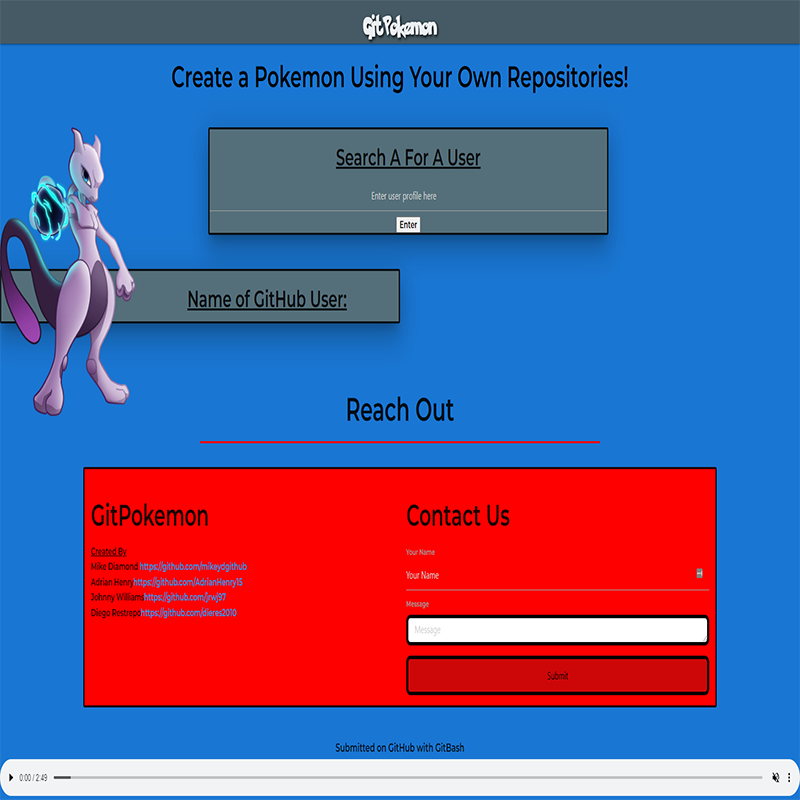 GitPokemon
Create a Pokemon Using Your Own Repositories!
Search A For A User
Enter user profile here
Enter
Name of GitHub User:
Reach Out
GitPokemon
Created By
Mike Diamond https://github.com/mikeydgithub
Adrian Henry https://github.com/AdrianHenry15
Johnny Williams https://github.com/jrwj97
Diego Restrepo https://github.com/dieres2010
Contact Us
Your Name
Your Name
Message
Message
Submit
Submitted on GitHub with GitBash
0:00 / 2:49